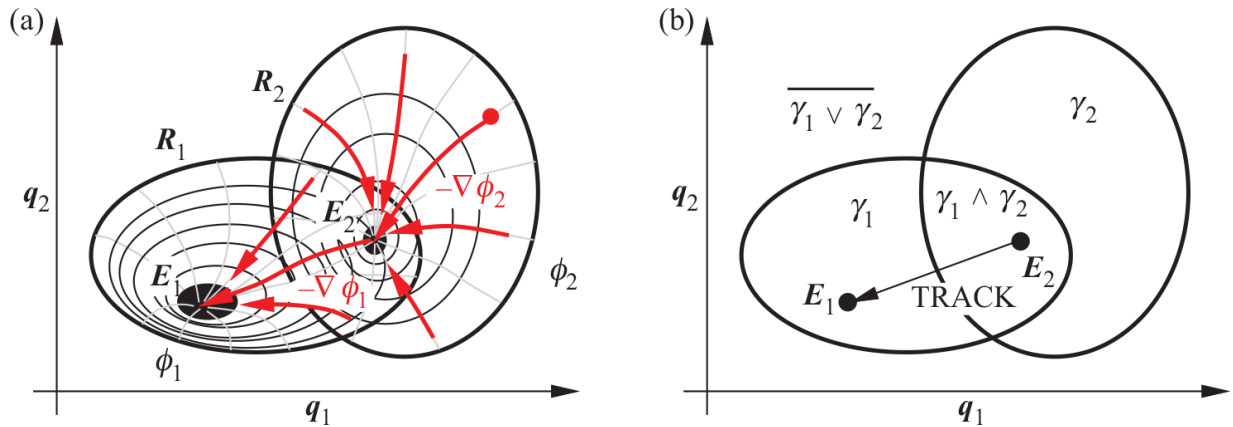 (a)
R₂
R₁
q₂
E₂
−∇ϕ₂
E₁
−∇ϕ₁
ϕ₂
ϕ₁
q₁
(b)
γ₁ ∨ γ₂
γ₂
q₂
γ₁
γ₁ ∧ γ₂
E₂
E₁
TRACK
q₁